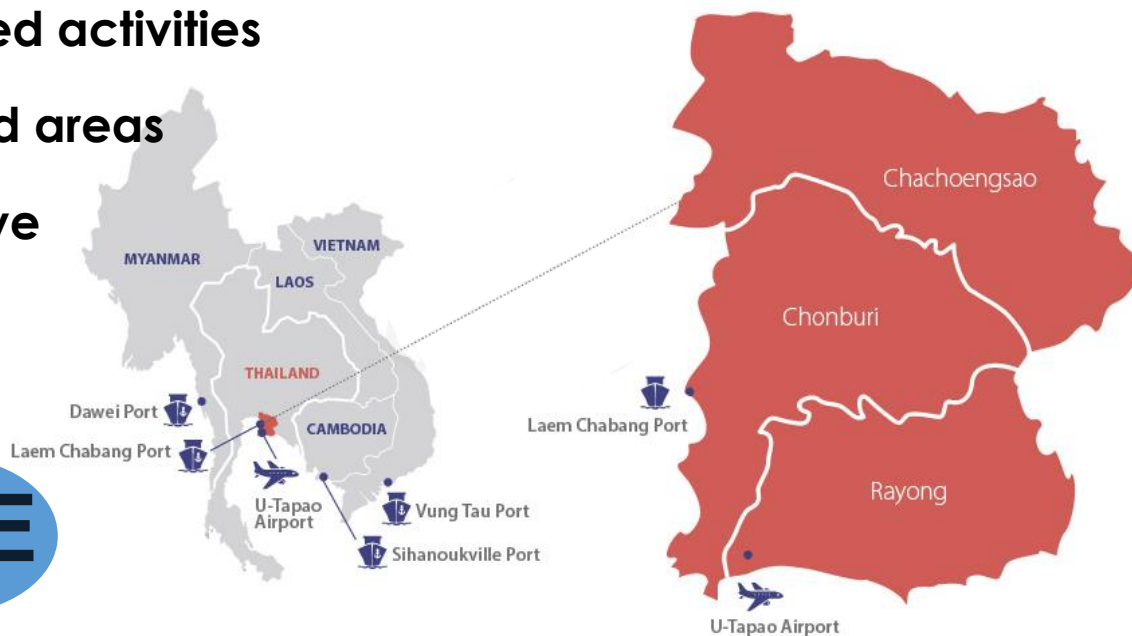 ed activities
d areas
ve
MYANMAR
VIETNAM
LAOS
THAILAND
CAMBODIA
Dawei Port
Laem Chabang Port
U-Tapao
Airport
Vung Tau Port
Sihanoukville Port
Chachoengsao
Chonburi
Laem Chabang Port
Rayong
U-Tapao Airport